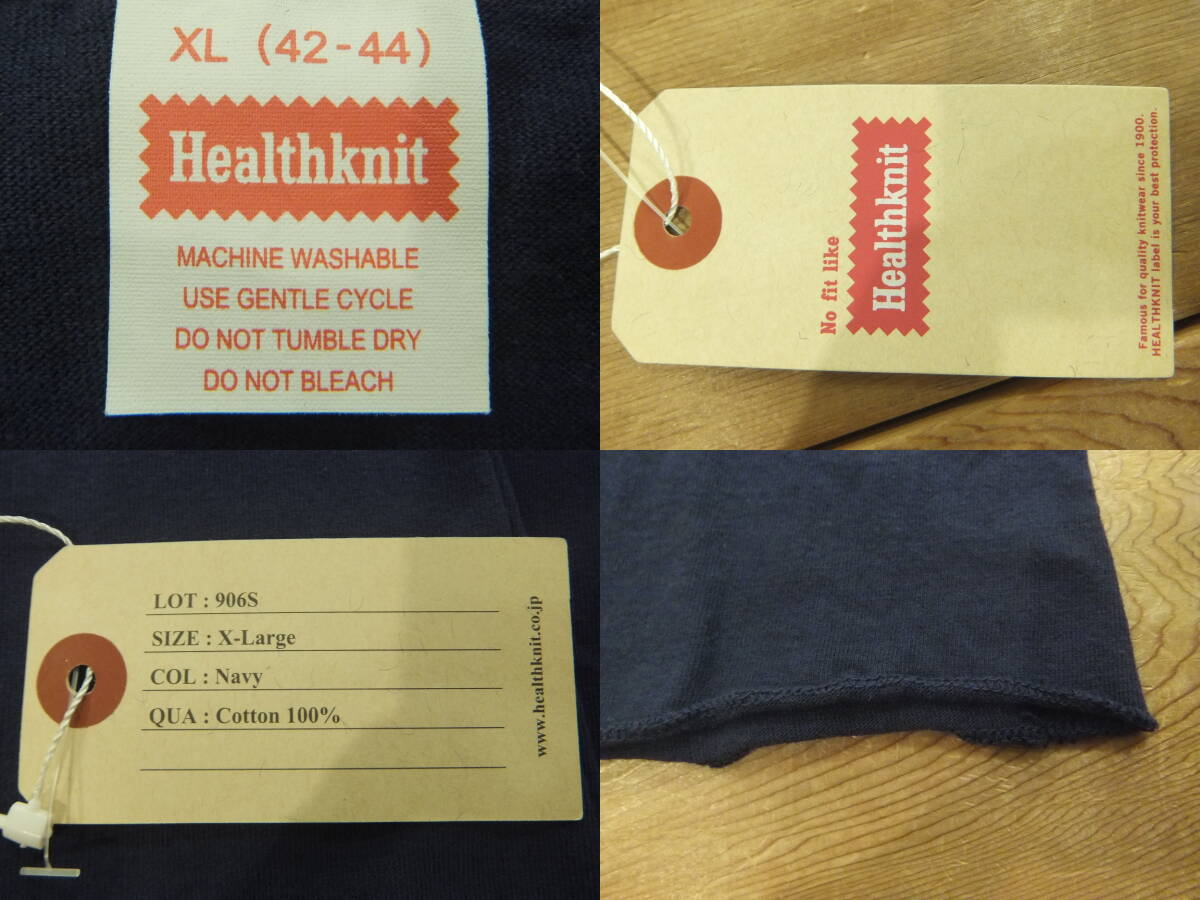 XL (42-44)
Healthknit
MACHINE WASHABLE
USE GENTLE CYCLE
DO NOT TUMBLE DRY
DO NOT BLEACH
No fit like
Healthknit
Famous for quality knitwear since 1900.
HEALTHKNIT label is your best protection.
LOT : 906S
SIZE : X-Large
COL : Navy
QUA : Cotton 100%
www.healthknit.co.jp